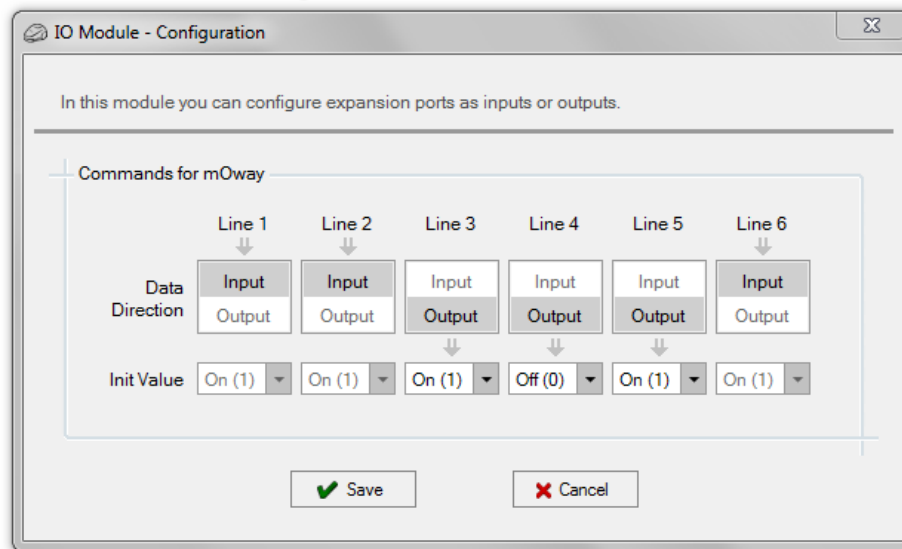 IO Module - Configuration
In this module you can configure expansion ports as inputs or outputs.
Commands for mOway
Line 1 Line 2 Line 3 Line 4 Line 5 Line 6
Data Direction
Input Input Input Input Input Input
Output Output Output Output Output Output
Init Value On (1) On (1) On (1) Off (0) On (1) On (1)
Save Cancel